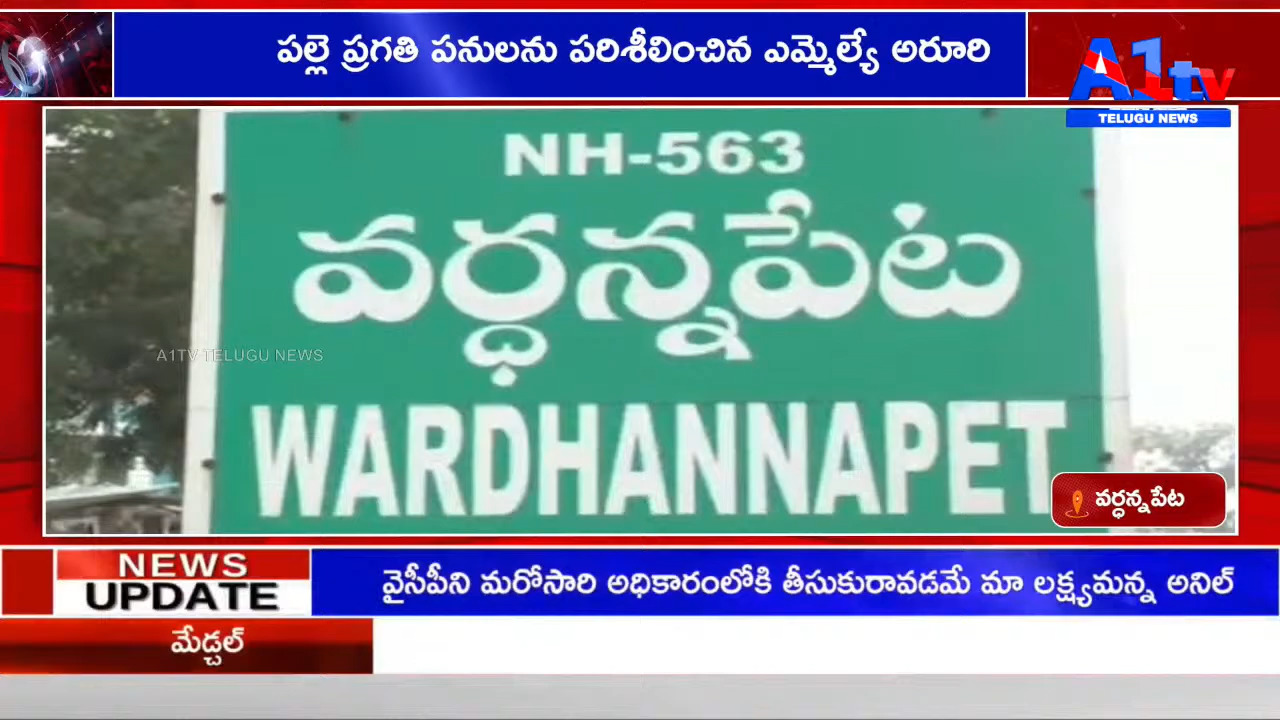 పల్లె ప్రగతి పనులను పరిశీలించిన ఎమ్మెల్యే అరూరి
A1tv
TELUGU NEWS
NH-563
వర్ధన్నపేట
A1TV TELUGU NEWS
WARDHANNAPET
వర్ధన్నపేట
NEWS
UPDATE
వైసీపీని మరోసారి అధికారంలోకి తీసుకురావడమే మా లక్ష్యమన్న అనిల్
మేడ్చల్